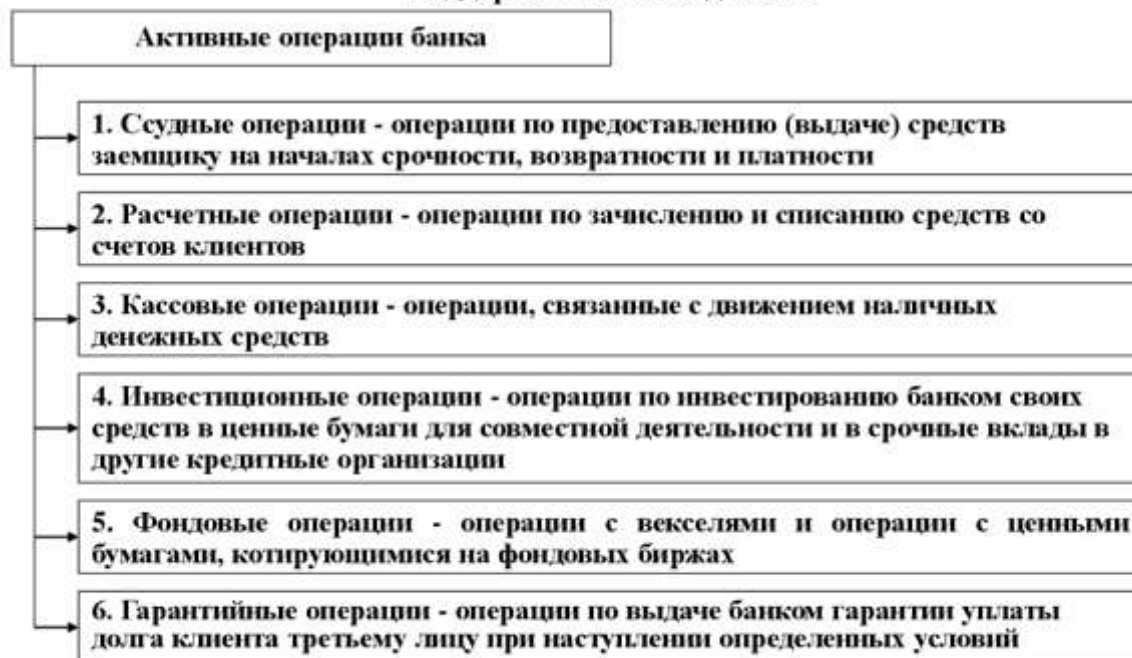 Активные операции банка
1. Ссудные операции - операции по предоставлению (выдаче) средств
заемщику на началах срочности, возвратности и платности
2. Расчетные операции - операции по зачислению и списанию средств со
счетов клиентов
3. Кассовые операции - операции, связанные с движением наличных
денежных средств
4. Инвестиционные операции - операции по инвестированию банком своих
средств в ценные бумаги для совместной деятельности и в срочные вклады в
другие кредитные организации
5. Фондовые операции - операции с векселями и операции с ценными
бумагами, котирующимися на фондовых биржах
6. Гарантийные операции - операции по выдаче банком гарантии уплаты
долга клиента третьему лицу при наступлении определенных условий